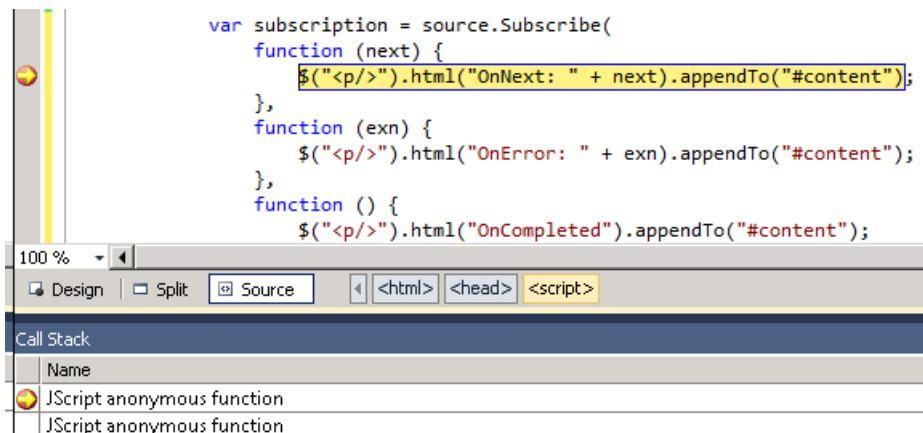 var subscription = source.Subscribe(
function (next) {
$("<p/>").html("OnNext: " + next).appendTo("#content");
},
function (exn) {
$("<p/>").html("OnError: " + exn).appendTo("#content");
},
function () {
$("<p/>").html("OnCompleted").appendTo("#content");
100 %
Design Split Source <html> <head> <script>
Call Stack
Name
JScript anonymous function
JScript anonymous function